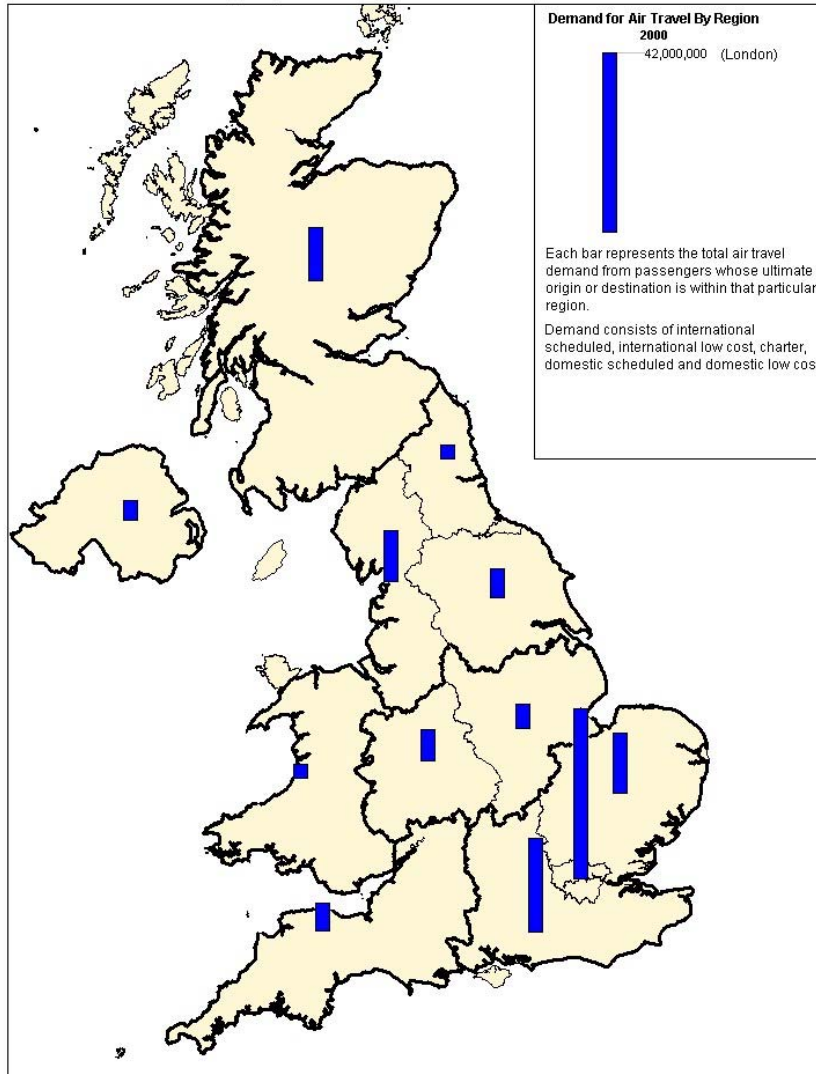 Demand for Air Travel By Region
2000
42,000,000 (London)
Each bar represents the total air travel
demand from passengers whose ultimate
origin or destination is within that particular
region.
Demand consists of international
scheduled, international low cost, charter,
domestic scheduled and domestic low cos